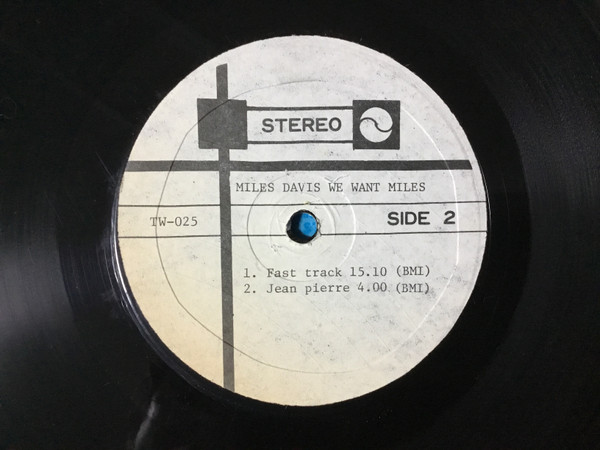 STEREO
MILES DAVIS WE WANT MILES
TW-025
SIDE 2
1. Fast track 15.10 (BMI)
2. Jean pierre 4.00 (BMI)